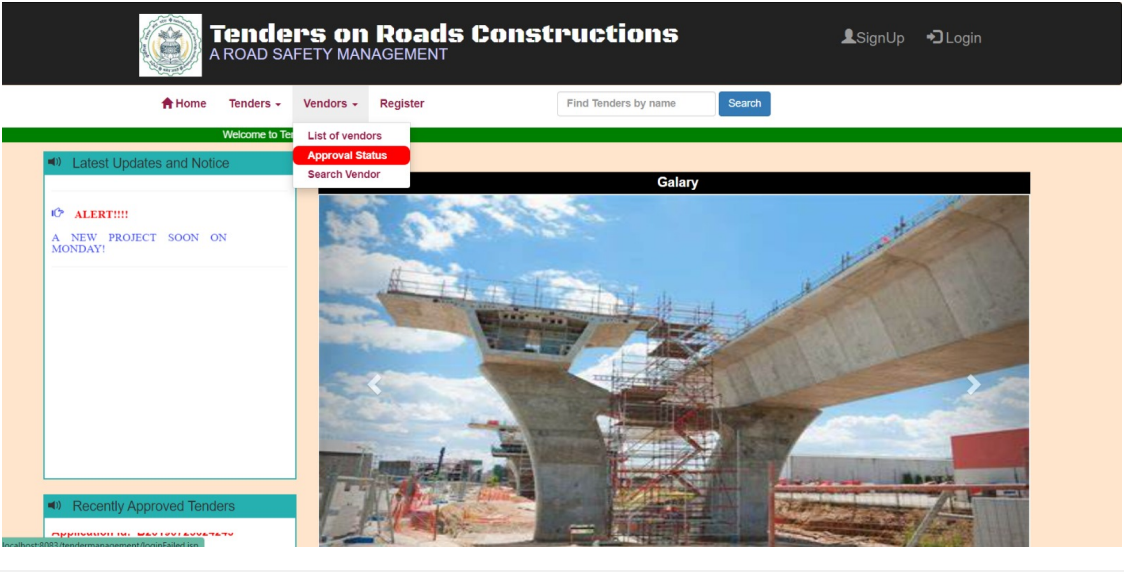 Tenders on Roads Constructions
A ROAD SAFETY MANAGEMENT
SignUp
Login
Home
Tenders
Vendors
Register
Find Tenders by name
Search
Welcome to Te
List of vendors
Approval Status
Search Vendor
Latest Updates and Notice
ALERT!!!!
A NEW PROJECT SOON ON
MONDAY!
Galary
Recently Approved Tenders
Application Id:
localhost:8083/tendermanagement/loginFailed.jsp